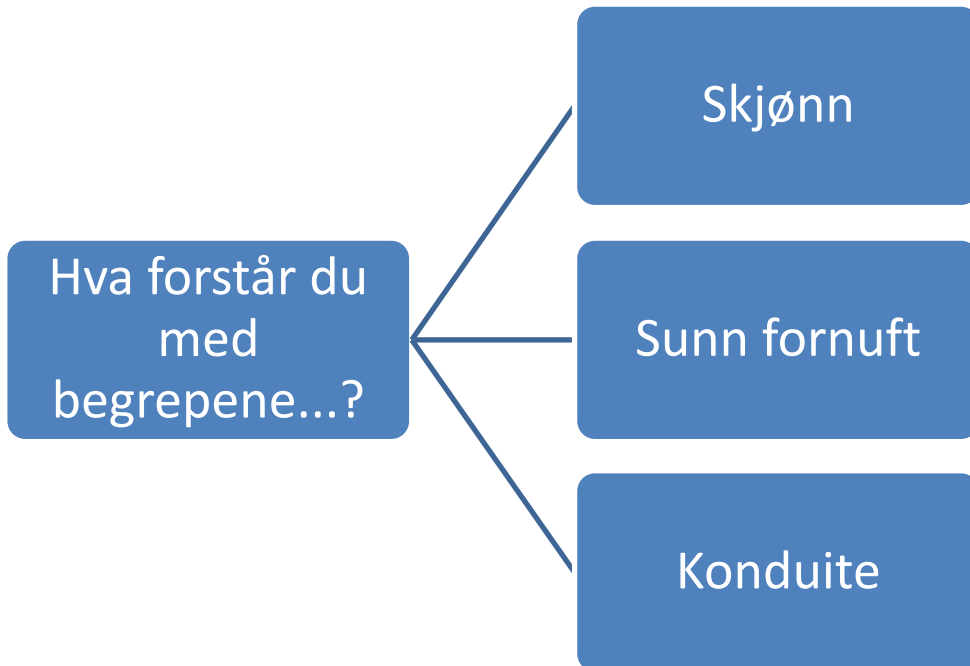 Hva forstår du
med
begrepene...?
Skjønn
Sunn fornuft
Konduite